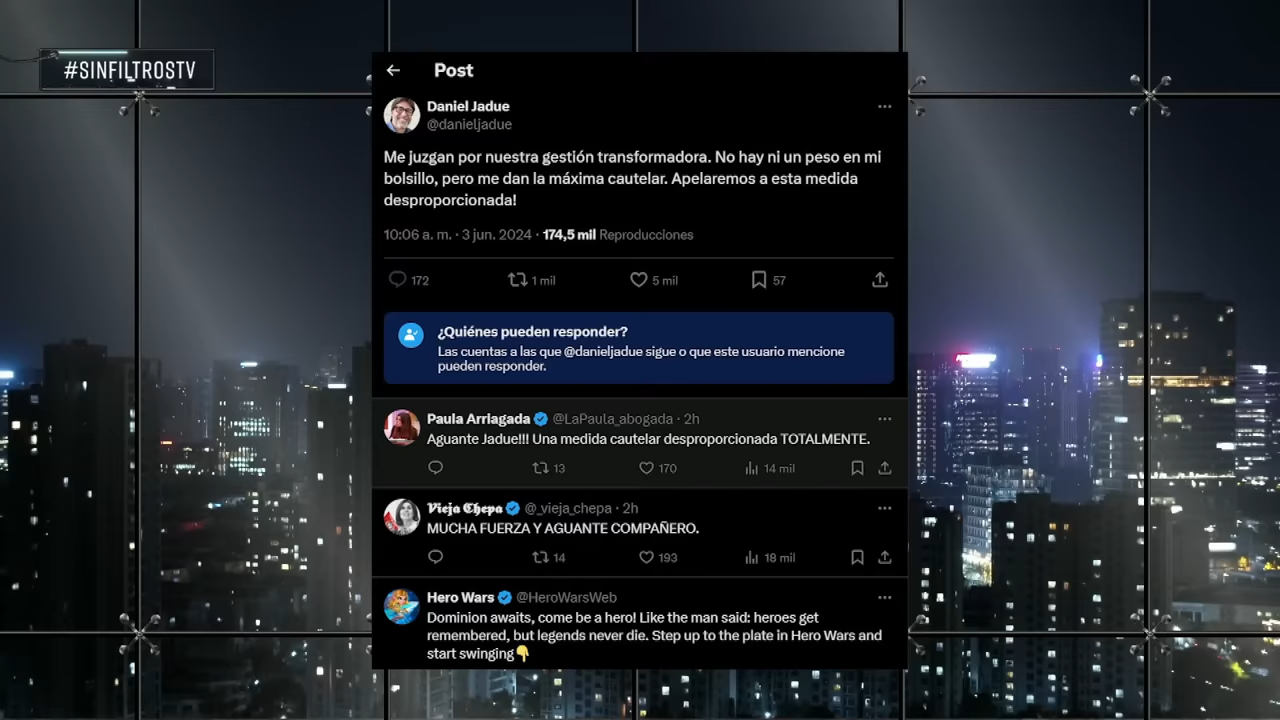 #SINFILTROSTV
Post
Daniel Jadue
@danieljadue
Me juzgan por nuestra gestión transformadora. No hay ni un peso en mi
bolsillo, pero me dan la máxima cautelar. Apelaremos a esta medida
desproporcionada!
10:06 a. m. · 3 jun. 2024 · 174,5 mil Reproducciones
172 1 mil 5 mil 57
¿Quiénes pueden responder?
Las cuentas a las que @danieljadue sigue o que este usuario mencione
pueden responder.
Paula Arriagada @LaPaula_abogada · 2h
Aguante Jadue!!! Una medida cautelar desproporcionada TOTALMENTE.
13 170 14 mil
Vieja Chepa @_vieja_chepa · 2h
MUCHA FUERZA Y AGUANTE COMPAÑERO.
14 193 18 mil
Hero Wars @HeroWarsWeb
Dominion awaits, come be a hero! Like the man said: heroes get
remembered, but legends never die. Step up to the plate in Hero Wars and
start swinging👇